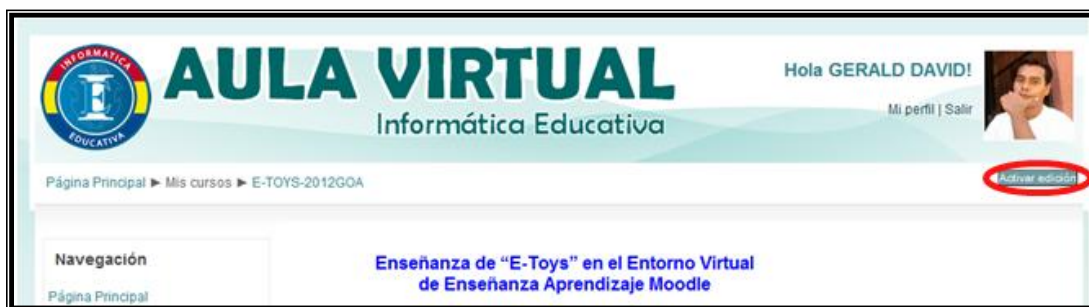 INFORMATICA
E
EDUCATIVA
AULA VIRTUAL
Informática Educativa
Hola GERALD DAVID!
Mi perfil | Salir
Página Principal ► Mis cursos ► E-TOYS-2012GOA
Activar edición
Navegación
Página Principal
Enseñanza de “E-Toys” en el Entorno Virtual
de Enseñanza Aprendizaje Moodle